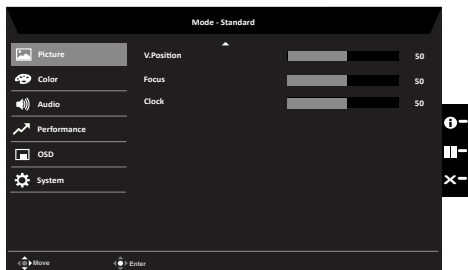 Mode - Standard
Picture
Color
Audio
Performance
OSD
System
V.Position 50
Focus 50
Clock 50
Move Enter